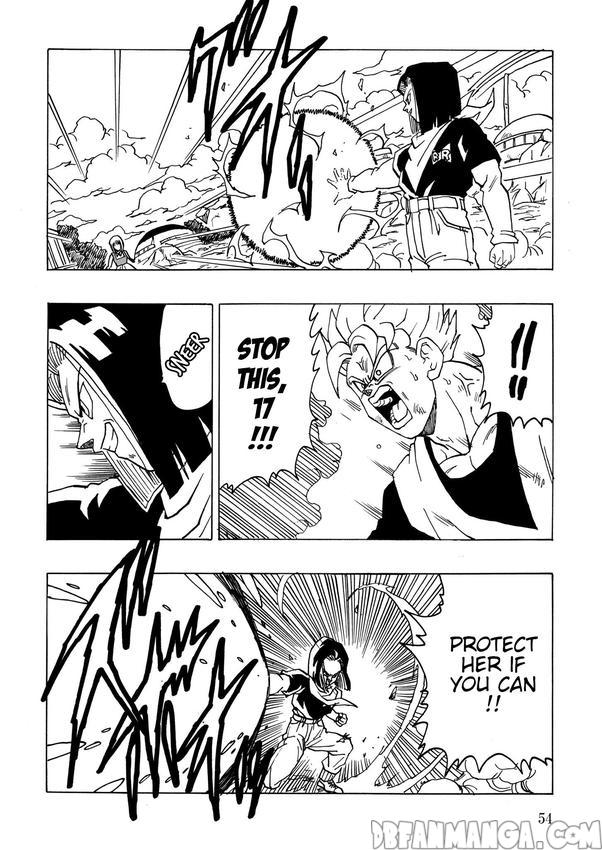 !!
STOP
THIS,
17
!!!
SNEER
PROTECT
HER IF
YOU CAN
!!
54
DBFANMANGA.COM